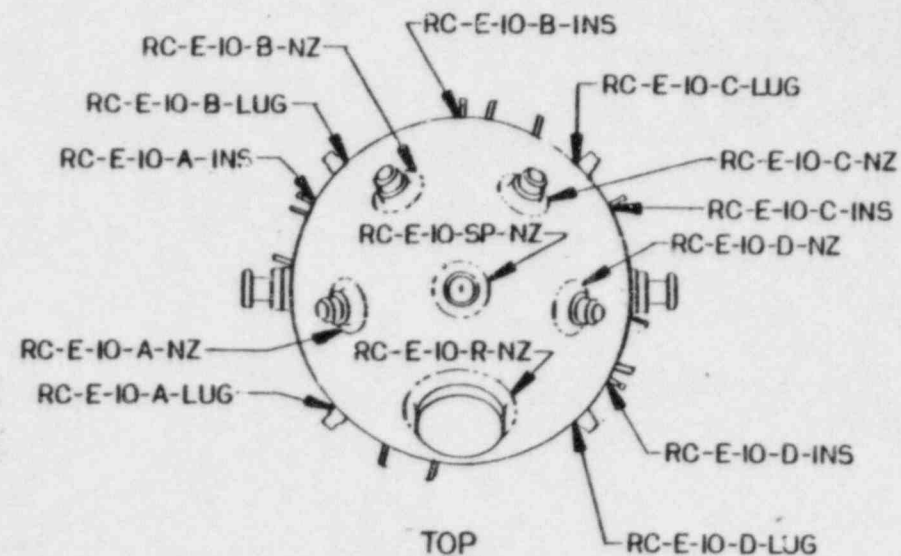 RC-E-10-B-INS
RC-E-10-B-NZ
RC-E-10-C-LUG
RC-E-10-B-LUG
RC-E-10-A-INS
RC-E-10-C-NZ
RC-E-10-C-INS
RC-E-10-SP-NZ
RC-E-10-D-NZ
RC-E-10-A-NZ
RC-E-10-R-NZ
RC-E-10-A-LUG
RC-E-10-D-INS
TOP
RC-E-10-D-LUG